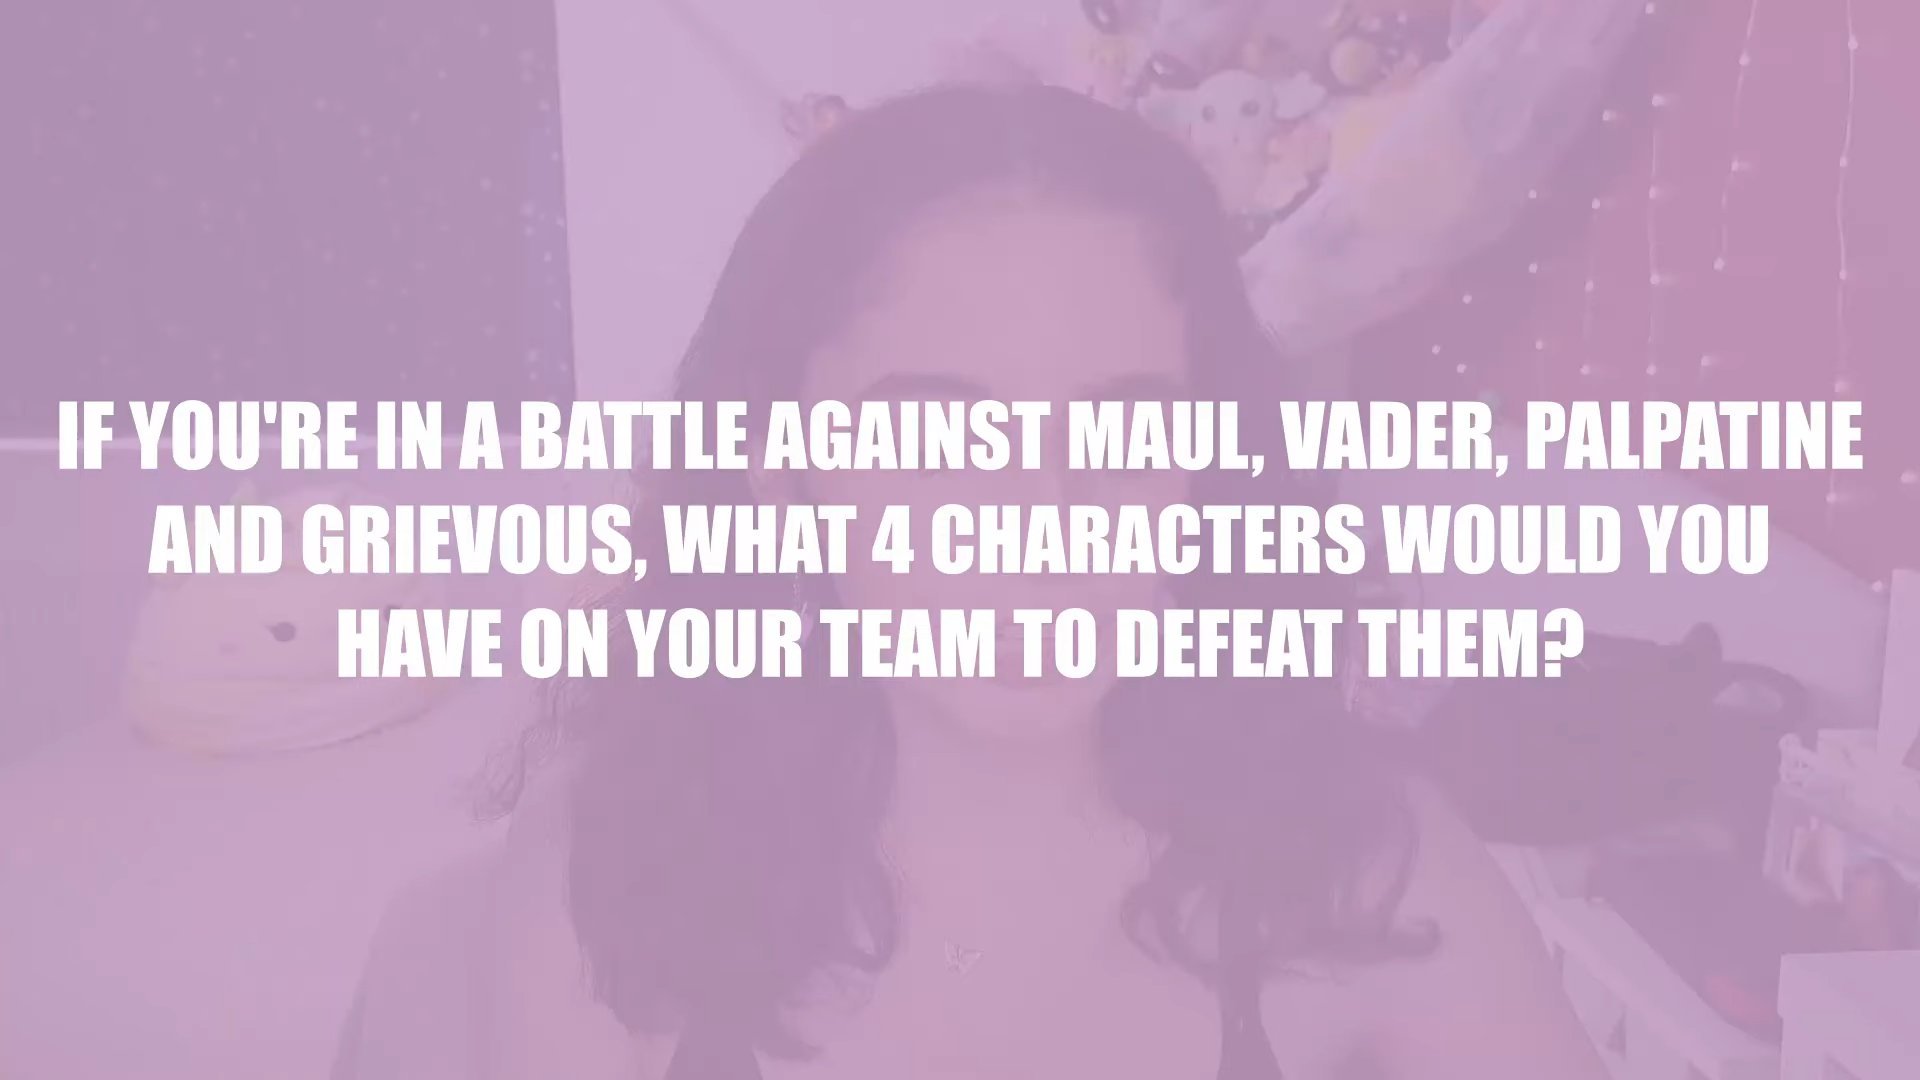 IF YOU'RE IN A BATTLE AGAINST MAUL, VADER, PALPATINE
AND GRIEVOUS, WHAT 4 CHARACTERS WOULD YOU
HAVE ON YOUR TEAM TO DEFEAT THEM?